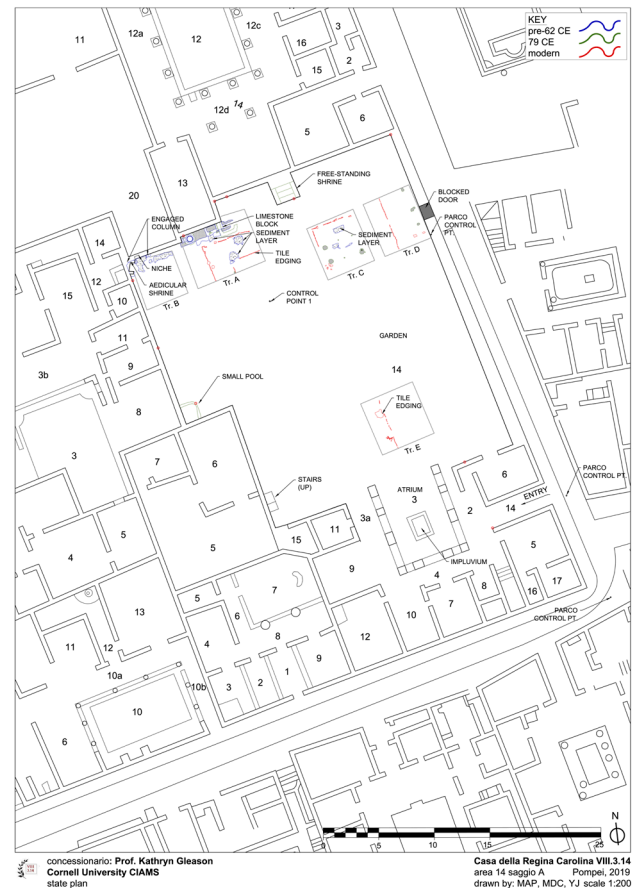 KEY
pre-62 CE
79 CE
modern
11
12a
12
12c
16
3
2
15
12d
14
5
6
13
20
FREE-STANDING
SHRINE
BLOCKED
DOOR
PARCO
CONTROL
PT.
ENGAGED
COLUMN
LIMESTONE
BLOCK
SEDIMENT
LAYER
TILE
EDGING
SEDIMENT
LAYER
NICHE
AEDICULAR
SHRINE
Tr. B
Tr. A
Tr. C
Tr. D
CONTROL
POINT 1
14
15
12
10
11
9
3b
8
GARDEN
14
SMALL POOL
TILE
EDGING
Tr. E
3
7
6
STAIRS
(UP)
ATRIUM
3
6
PARCO
CONTROL PT.
ENTRY
14
2
3a
11
15
5
5
4
IMPLUVIUM
5
9
4
8
7
10
16
17
PARCO
CONTROL PT.
13
5
6
7
4
8
12
11
12
10a
10b
10
3
2
1
9
6
N
0
5
10
15
25
concessionario: Prof. Kathryn Gleason
Cornell University CIAMS
state plan
Casa della Regina Carolina VIII.3.14
area 14 saggio A Pompei, 2019
drawn by: MAP, MDC, YJ scale 1:200